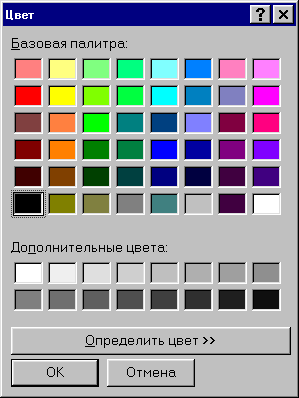 Цвет
Базовая палитра:
Дополнительные цвета:
Определить цвет >>
OK
Отмена